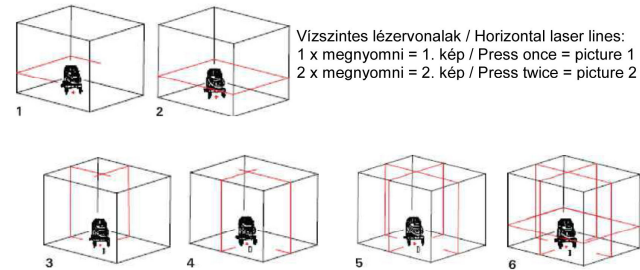 Vízszintes lézervonalak / Horizontal laser lines:
1 x megnyomni = 1. kép / Press once = picture 1
2 x megnyomni = 2. kép / Press twice = picture 2
1
2
3
4
5
6